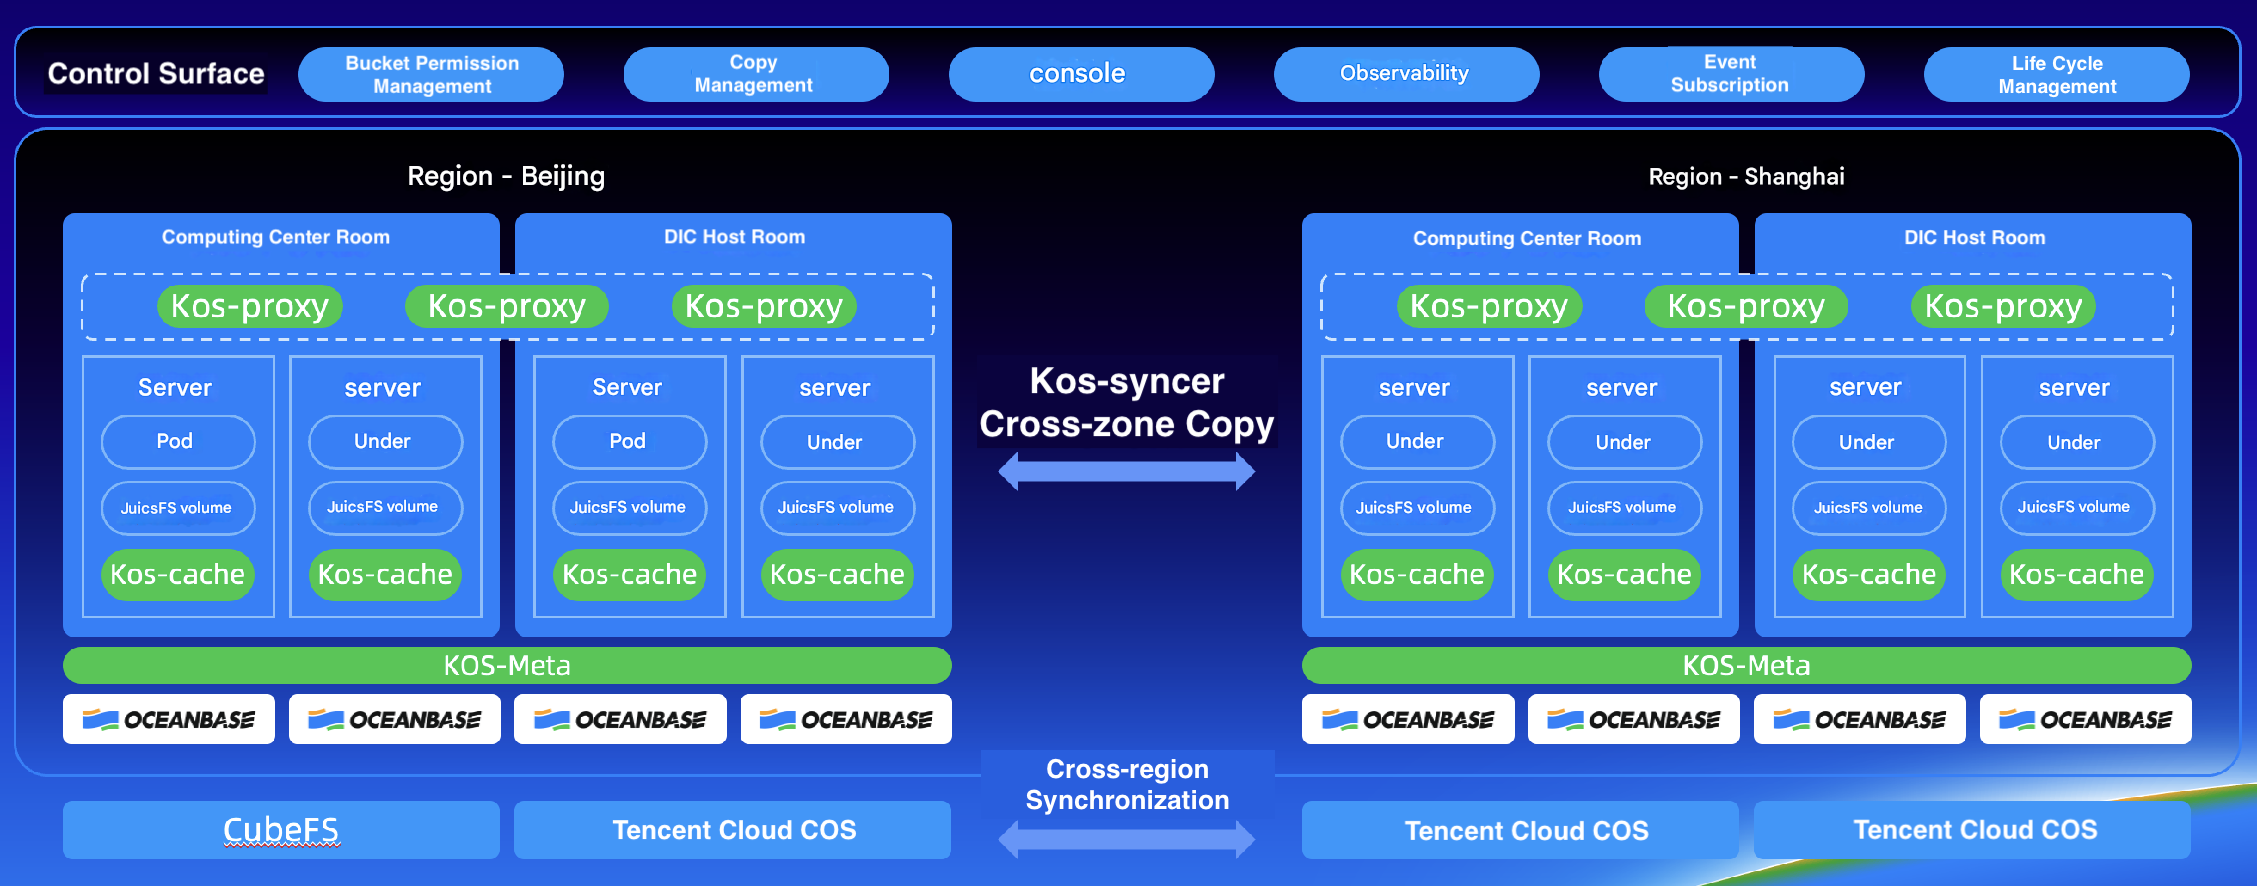 Control Surface
Bucket Permission
Management
Copy
Management
console
Observability
Event
Subscription
Life Cycle
Management
Region - Beijing
Computing Center Room
DIC Host Room
Kos-proxy
Kos-proxy
Kos-proxy
Server
server
Server
server
Pod
Under
Pod
Under
JuicsFS volume
JuicsFS volume
JuicsFS volume
JuicsFS volume
Kos-cache
Kos-cache
Kos-cache
Kos-cache
KOS-Meta
OCEANBASE
OCEANBASE
OCEANBASE
OCEANBASE
CubeFS
Tencent Cloud COS
Kos-syncer
Cross-zone Copy
Cross-region
Synchronization
Region - Shanghai
Computing Center Room
DIC Host Room
Kos-proxy
Kos-proxy
Kos-proxy
server
server
server
server
Under
Under
Under
Under
JuicsFS volume
JuicsFS volume
JuicsFS volume
JuicsFS volume
Kos-cache
Kos-cache
Kos-cache
Kos-cache
KOS-Meta
OCEANBASE
OCEANBASE
OCEANBASE
OCEANBASE
Tencent Cloud COS
Tencent Cloud COS